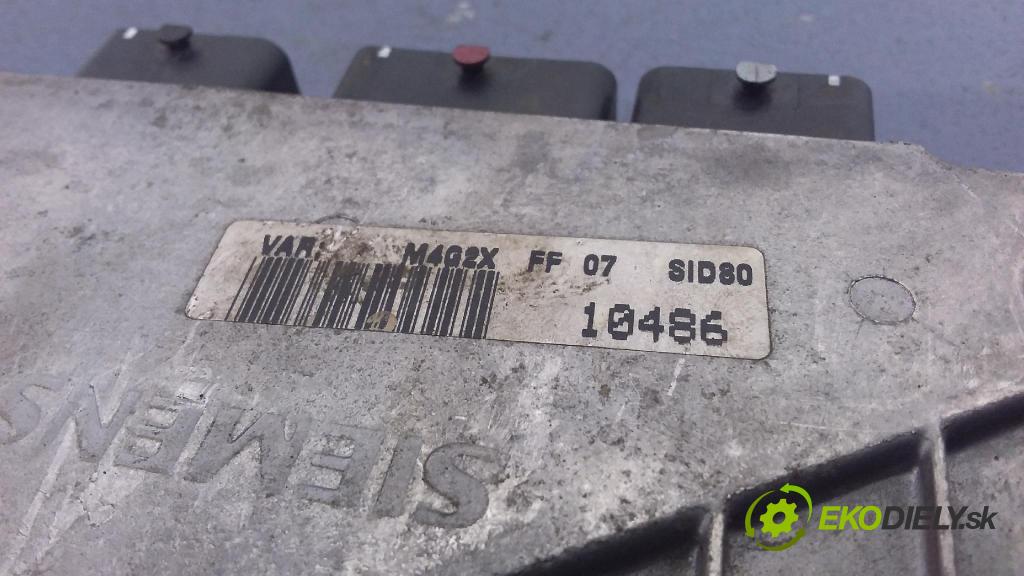 VAR. M4G2X FF 07 SID80
10486
SIEMENS
EKODIELY.sk